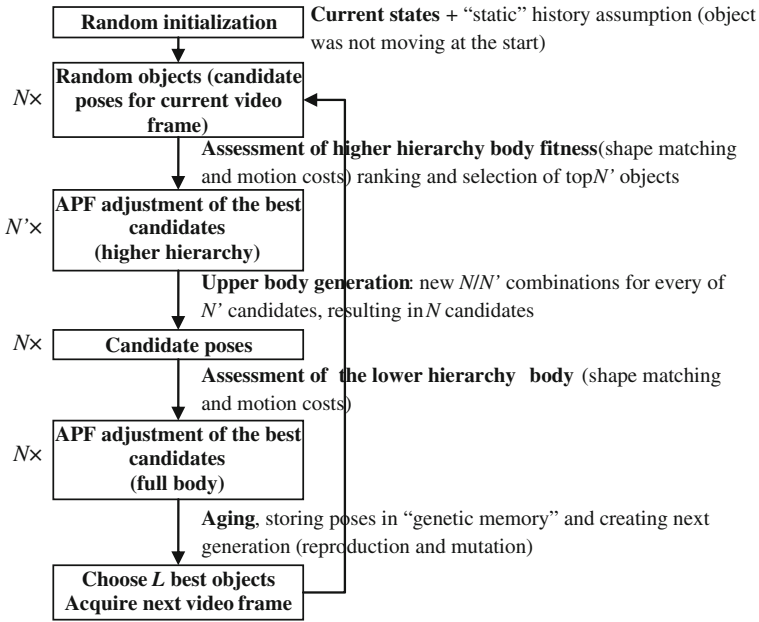 Random initialization
Current states + “static” history assumption (object
was not moving at the start)
N×
Random objects (candidate
poses for current video
frame)
Assessment of higher hierarchy body fitness(shape matching
and motion costs) ranking and selection of topN’ objects
N’×
APF adjustment of the best
candidates
(higher hierarchy)
Upper body generation: new N/N’ combinations for every of
N’ candidates, resulting in N candidates
N×
Candidate poses
Assessment of the lower hierarchy body (shape matching
and motion costs)
N×
APF adjustment of the best
candidates
(full body)
Aging, storing poses in “genetic memory” and creating next
generation (reproduction and mutation)
Choose L best objects
Acquire next video frame